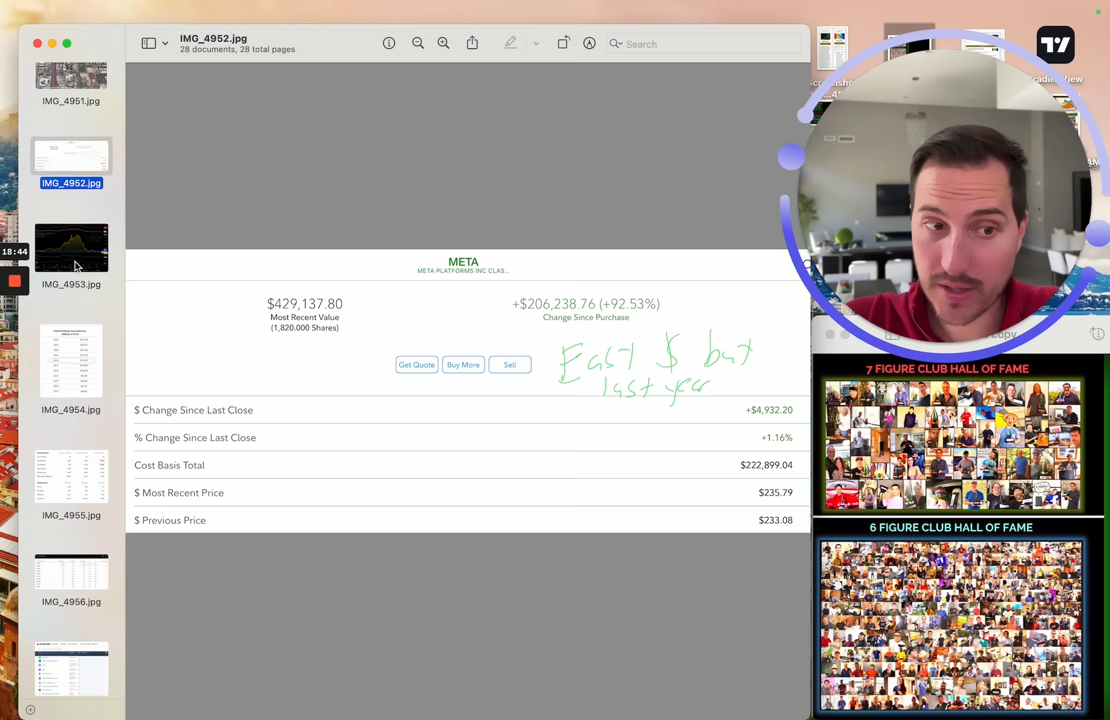 IMG_4952.jpg
28 documents, 28 total pages
Search
IMG_4951.jpg
IMG_4952.jpg
IMG_4953.jpg
IMG_4954.jpg
IMG_4955.jpg
IMG_4956.jpg
18:44
META
META PLATFORMS INC CLAS...
$429,137.80
Most Recent Value
(1,820.000 Shares)
+$206,238.76 (+92.53%)
Change Since Purchase
Get Quote
Buy More
Sell
$ but
last year
$ Change Since Last Close
+$4,932.20
% Change Since Last Close
+1.16%
Cost Basis Total
$222,899.04
$ Most Recent Price
$235.79
$ Previous Price
$233.08
copy
7 FIGURE CLUB HALL OF FAME
6 FIGURE CLUB HALL OF FAME